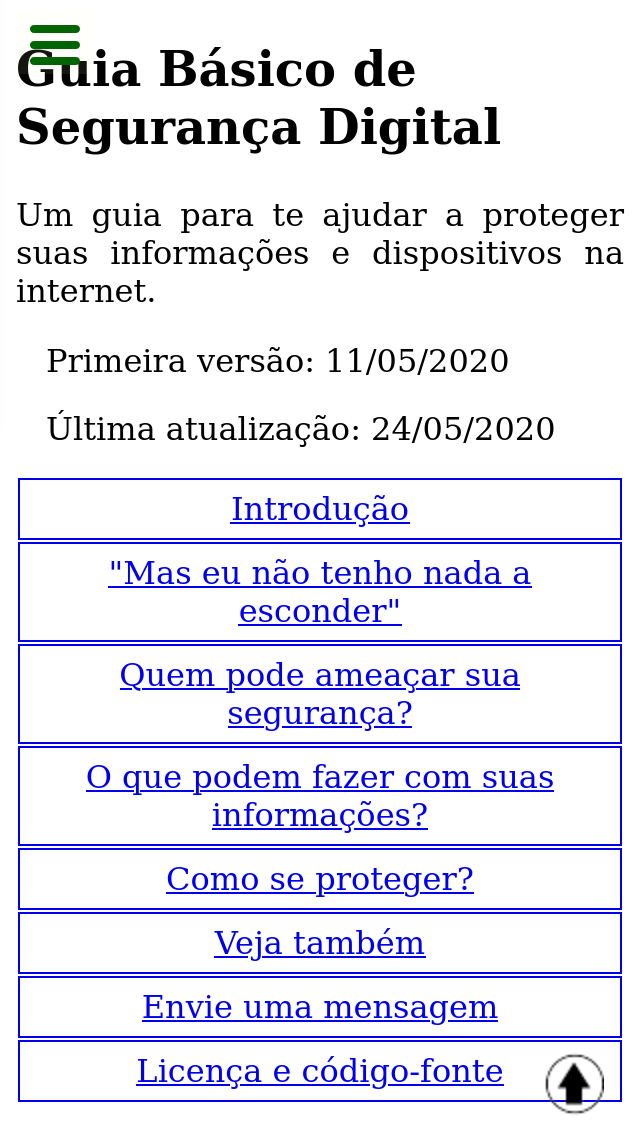 Guia Básico de
Segurança Digital
Um guia para te ajudar a proteger
suas informações e dispositivos na
internet.
Primeira versão: 11/05/2020
Última atualização: 24/05/2020
Introdução
"Mas eu não tenho nada a
esconder"
Quem pode ameaçar sua
segurança?
O que podem fazer com suas
informações?
Como se proteger?
Veja também
Envie uma mensagem
Licença e código-fonte